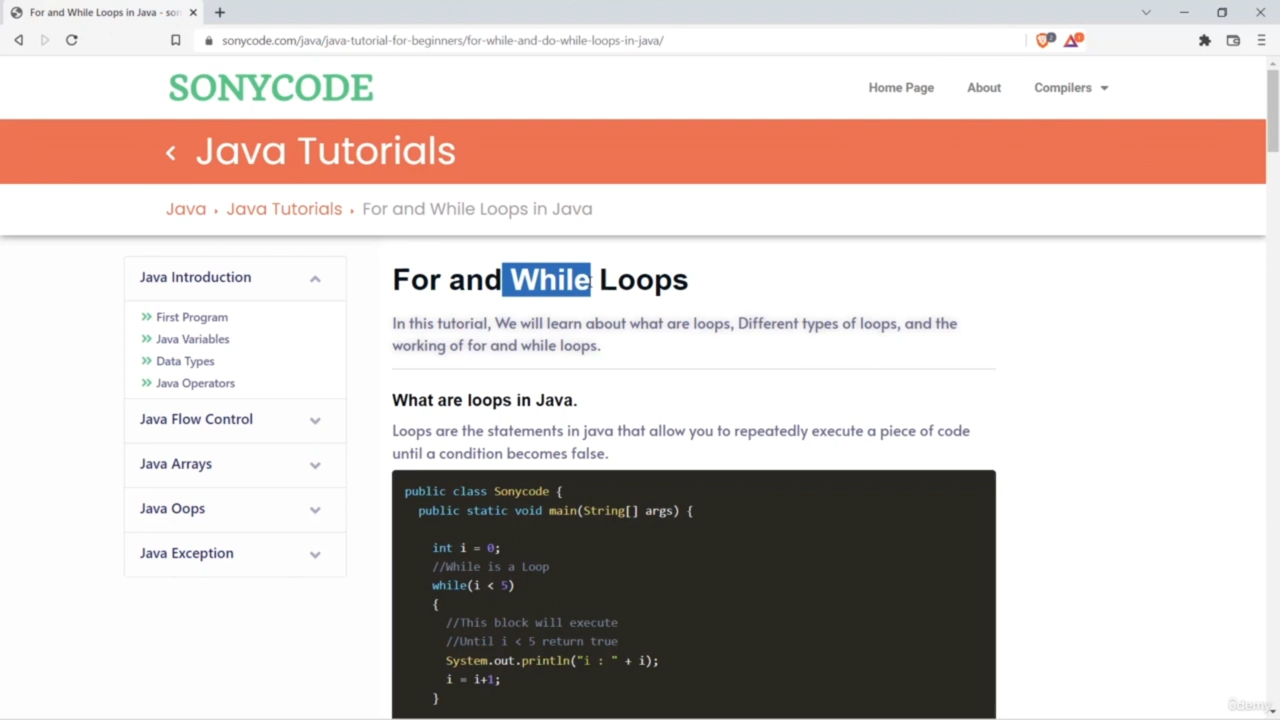 For and While Loops in Java - son
sonycode.com/java/java-tutorial-for-beginners/for-while-and-do-while-loops-in-java/
SONYCODE
Home Page
About
Compilers
Java Tutorials
Java
Java Tutorials
For and While Loops in Java
Java Introduction
First Program
Java Variables
Data Types
Java Operators
Java Flow Control
Java Arrays
Java Oops
Java Exception
For and While Loops
In this tutorial, We will learn about what are loops, Different types of loops, and the
working of for and while loops.
What are loops in Java.
Loops are the statements in java that allow you to repeatedly execute a piece of code
until a condition becomes false.
public class Sonycode {
public static void main(String[] args) {
int i = 0;
//While is a Loop
while(i < 5)
{
//This block will execute
//Until i < 5 return true
System.out.println("i : " + i);
i = i+1;
}
Udemy